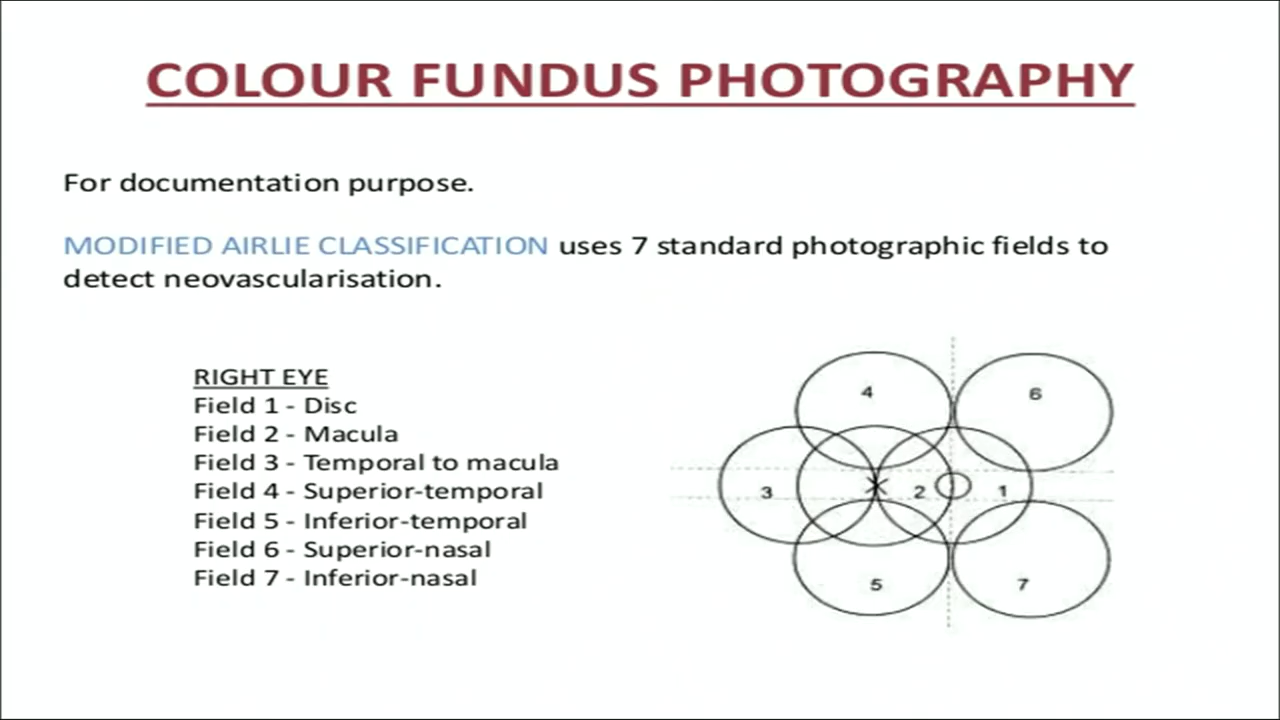 COLOUR FUNDUS PHOTOGRAPHY
For documentation purpose.
MODIFIED AIRLIE CLASSIFICATION uses 7 standard photographic fields to
detect neovascularisation.
RIGHT EYE
Field 1 - Disc
Field 2 - Macula
Field 3 - Temporal to macula
Field 4 - Superior-temporal
Field 5 - Inferior-temporal
Field 6 - Superior-nasal
Field 7 - Inferior-nasal
4 6
3 2 1
5 7